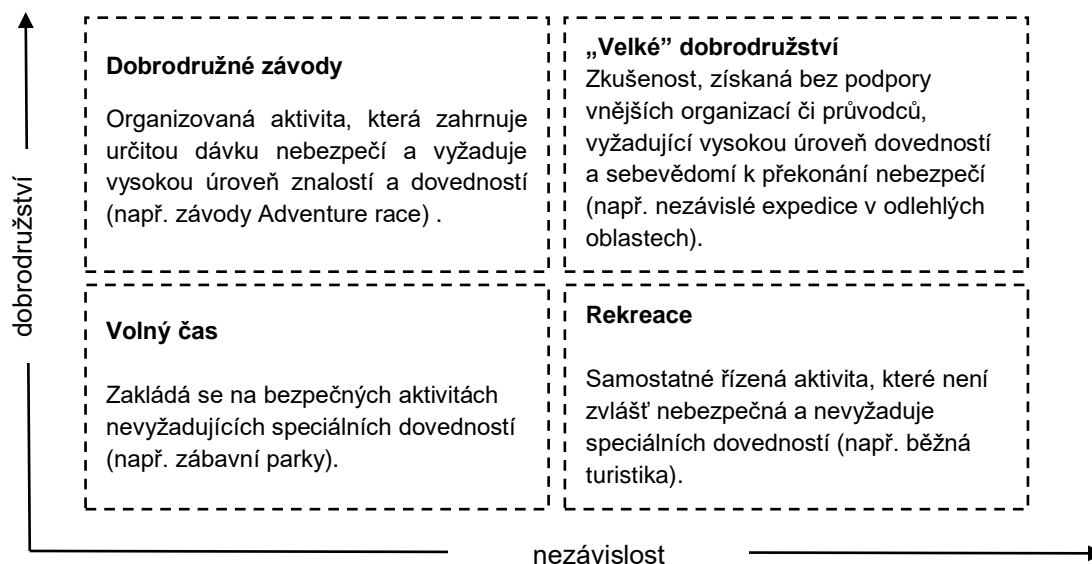 dobrodružství
Dobrodružné závody
Organizovaná aktivita, která zahrnuje
určitou dávku nebezpečí a vyžaduje
vysokou úroveň znalostí a dovedností
(např. závody Adventure race) .
„Velké” dobrodružství
Zkušenost, získaná bez podpory
vnějších organizací či průvodců,
vyžadující vysokou úroveň dovedností
a sebevědomí k překonání nebezpečí
(např. nezávislé expedice v odlehlých
oblastech).
Volný čas
Zakládá se na bezpečných aktivitách
nevyžadujících speciálních dovedností
(např. zábavní parky).
Rekreace
Samostatné řízená aktivita, které není
zvlášť nebezpečná a nevyžaduje
speciálních dovedností (např. běžná
turistika).
nezávislost